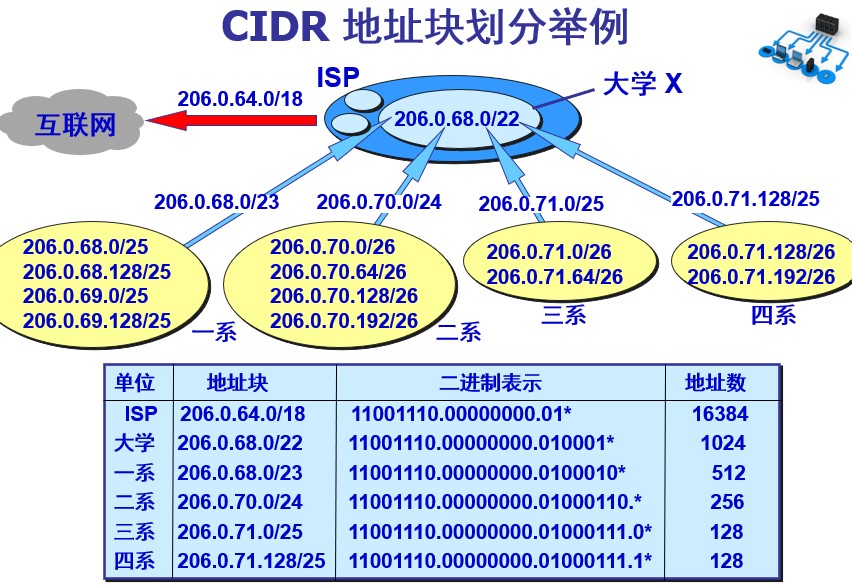 CIDR 地址块划分举例
ISP
大学 X
206.0.64.0/18
互联网
206.0.68.0/22
206.0.68.0/23
206.0.70.0/24
206.0.71.0/25
206.0.71.128/25
206.0.68.0/25
206.0.68.128/25
206.0.69.0/25
206.0.69.128/25
一系
206.0.70.0/26
206.0.70.64/26
206.0.70.128/26
206.0.70.192/26
二系
206.0.71.0/26
206.0.71.64/26
三系
206.0.71.128/26
206.0.71.192/26
四系
单位 地址块 二进制表示 地址数
ISP 206.0.64.0/18 11001110.00000000.01* 16384
大学 206.0.68.0/22 11001110.00000000.010001* 1024
一系 206.0.68.0/23 11001110.00000000.0100010* 512
二系 206.0.70.0/24 11001110.00000000.01000110.* 256
三系 206.0.71.0/25 11001110.00000000.01000111.0* 128
四系 206.0.71.128/25 11001110.00000000.01000111.1* 128